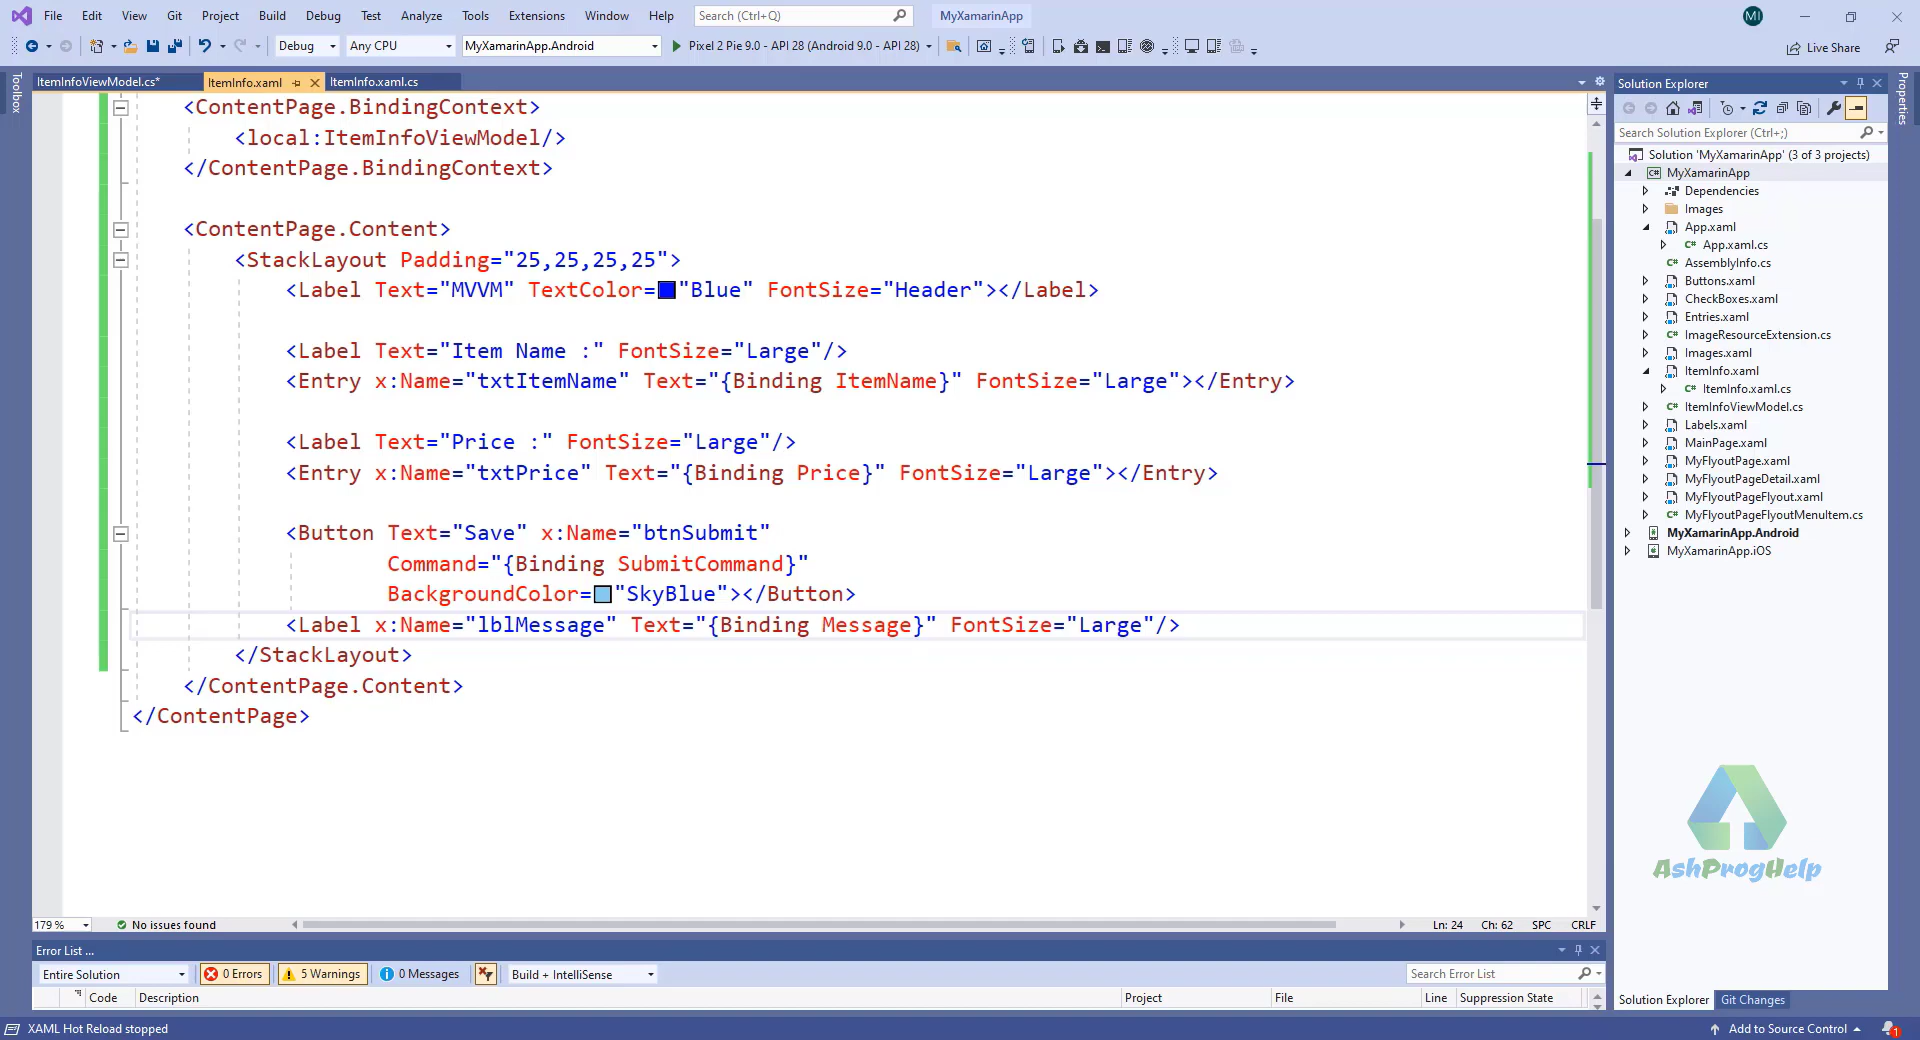 File Edit View Git Project Build Debug Test Analyze Tools Extensions Window Help Search (Ctrl+Q) MyXamarinApp MI
Debug Any CPU MyXamarinApp.Android Pixel 2 Pie 9.0 - API 28 (Android 9.0 - API 28) Live Share
Toolbox
ItemInfoViewModel.cs* ItemInfo.xaml ItemInfo.xaml.cs
<ContentPage.BindingContext>
<local:ItemInfoViewModel/>
</ContentPage.BindingContext>
<ContentPage.Content>
<StackLayout Padding="25,25,25,25">
<Label Text="MVVM" TextColor="Blue" FontSize="Header"></Label>
<Label Text="Item Name :" FontSize="Large"/>
<Entry x:Name="txtItemName" Text="{Binding ItemName}" FontSize="Large"></Entry>
<Label Text="Price :" FontSize="Large"/>
<Entry x:Name="txtPrice" Text="{Binding Price}" FontSize="Large"></Entry>
<Button Text="Save" x:Name="btnSubmit"
Command="{Binding SubmitCommand}"
BackgroundColor="SkyBlue"></Button>
<Label x:Name="lblMessage" Text="{Binding Message}" FontSize="Large"/>
</StackLayout>
</ContentPage.Content>
</ContentPage>
179 % No issues found Ln: 24 Ch: 62 SPC CRLF
Error List ...
Entire Solution 0 Errors 5 Warnings 0 Messages Build + IntelliSense Search Error List
Code Description Project File Line Suppression State
Solution Explorer
Search Solution Explorer (Ctrl+;)
Solution 'MyXamarinApp' (3 of 3 projects)
C# MyXamarinApp
Dependencies
Images
App.xaml
C# App.xaml.cs
C# AssemblyInfo.cs
Buttons.xaml
CheckBoxes.xaml
Entries.xaml
C# ImageResourceExtension.cs
Images.xaml
ItemInfo.xaml
C# ItemInfo.xaml.cs
C# ItemInfoViewModel.cs
Labels.xaml
MainPage.xaml
MyFlyoutPage.xaml
MyFlyoutPageDetail.xaml
MyFlyoutPageFlyout.xaml
C# MyFlyoutPageFlyoutMenuItem.cs
MyXamarinApp.Android
MyXamarinApp.iOS
AshProgHelp
Solution Explorer Git Changes
Properties
XAML Hot Reload stopped Add to Source Control 1